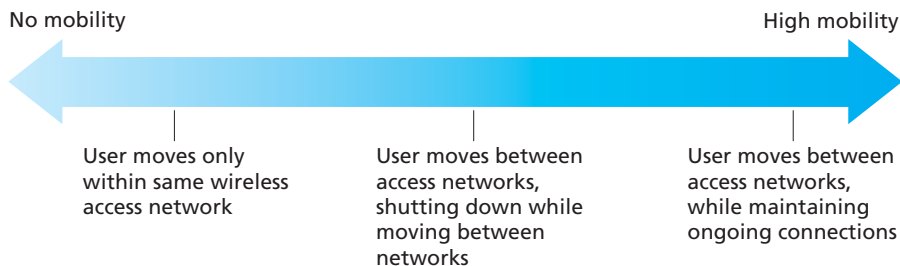 No mobility
High mobility
User moves only
within same wireless
access network
User moves between
access networks,
shutting down while
moving between
networks
User moves between
access networks,
while maintaining
ongoing connections